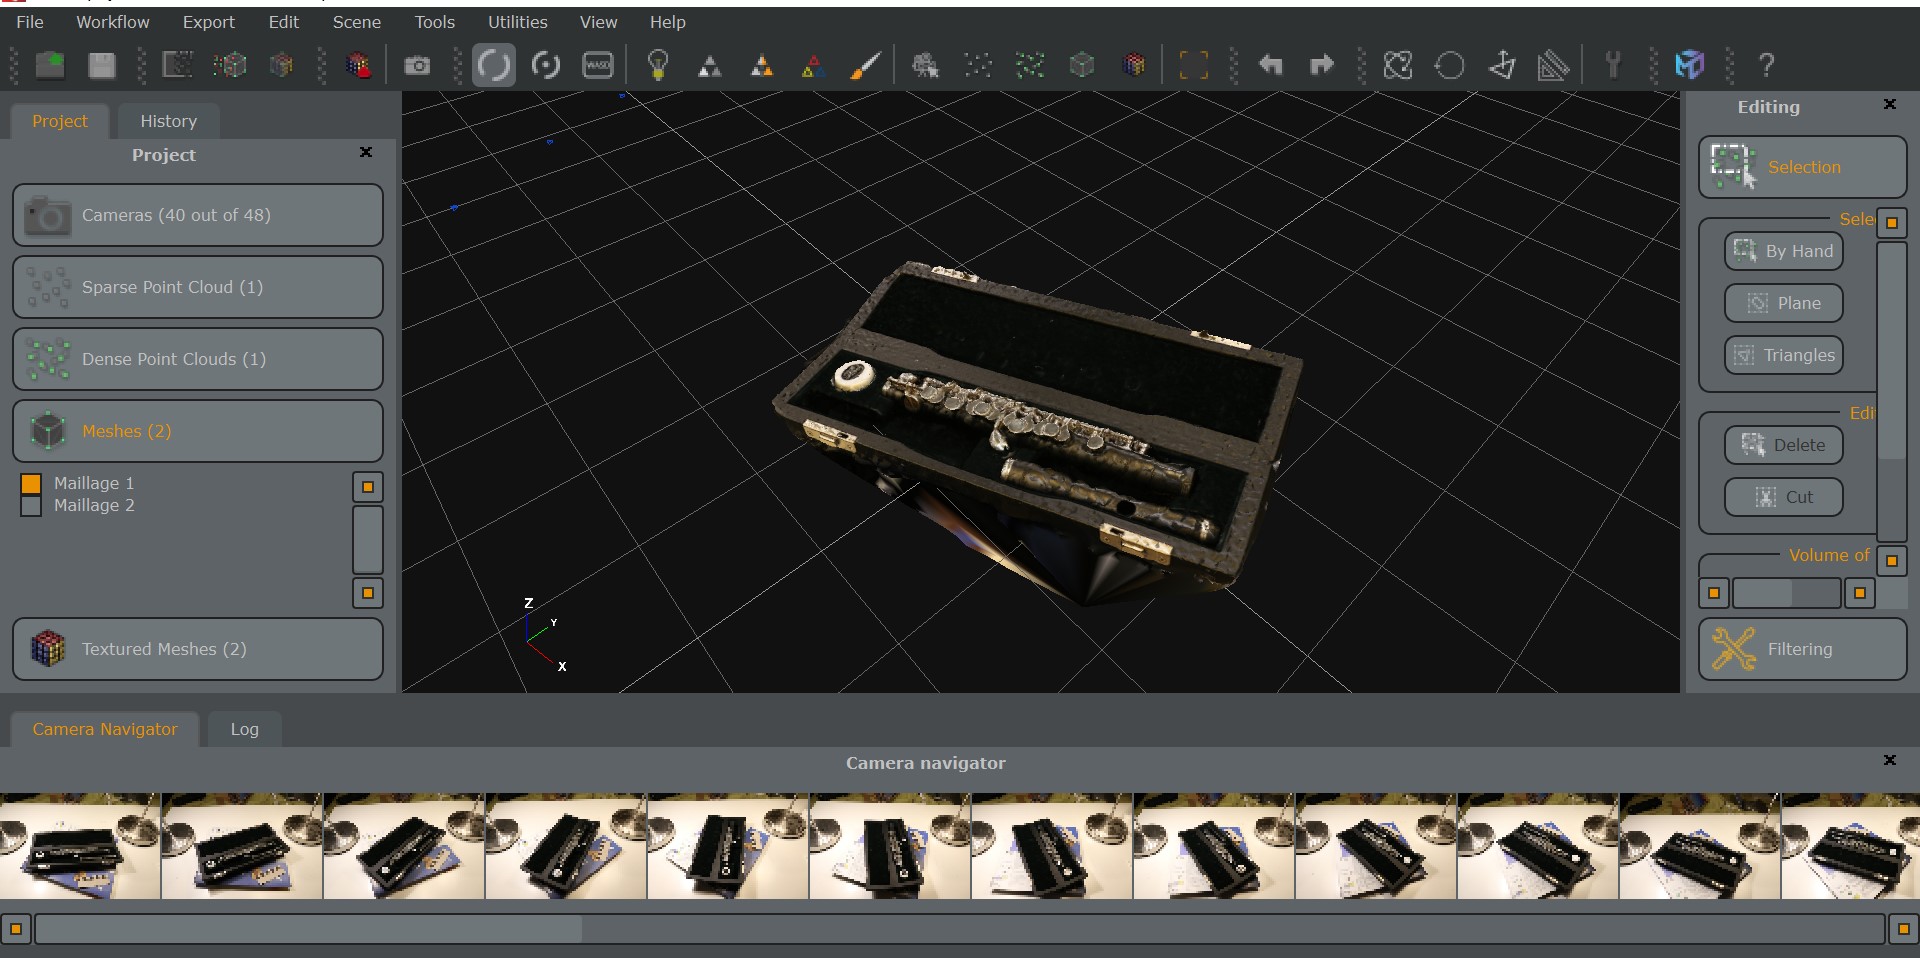 File Workflow Export Edit Scene Tools Utilities View Help
WASD
Project History
Project
Cameras (40 out of 48)
Sparse Point Cloud (1)
Dense Point Clouds (1)
Meshes (2)
Maillage 1
Maillage 2
Textured Meshes (2)
Z
Y
X
Editing
Selection
Sele
By Hand
Plane
Triangles
Edi
Delete
Cut
Volume of
Filtering
Camera Navigator Log
Camera navigator